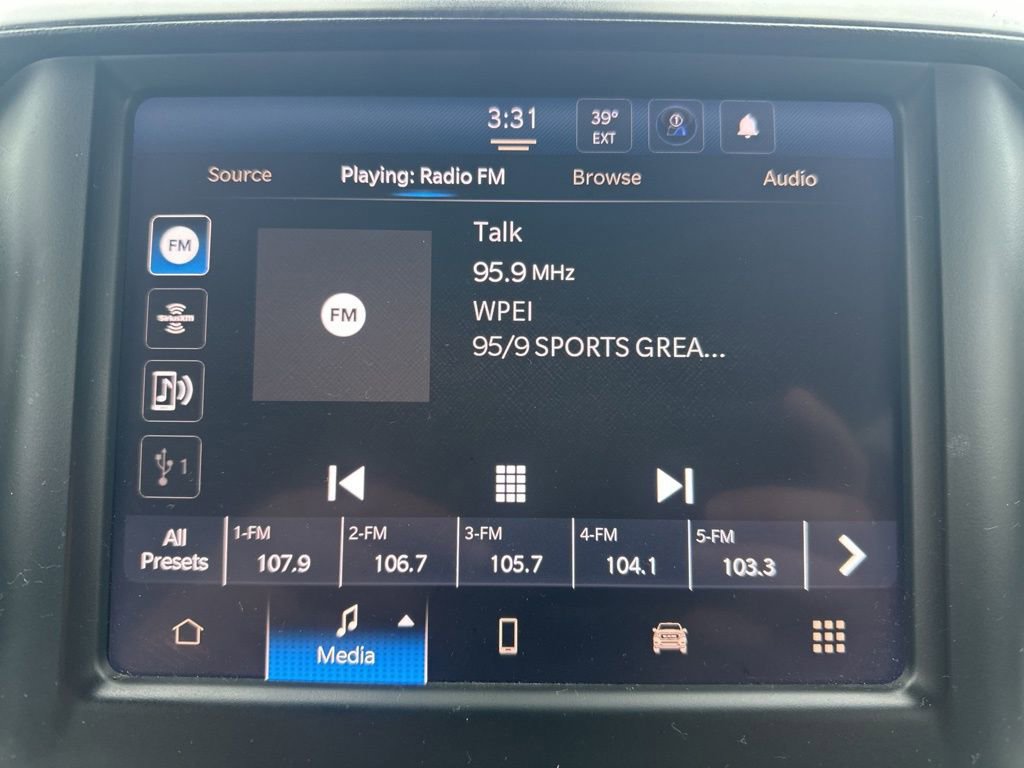 3:31
39°
EXT
Source
Playing: Radio FM
Browse
Audio
FM
Talk
95.9 MHz
SiriusXM
FM
WPEI
95/9 SPORTS GREA...
1
All
Presets
1-FM
107.9
2-FM
106.7
3-FM
105.7
4-FM
104.1
5-FM
103.3
Media